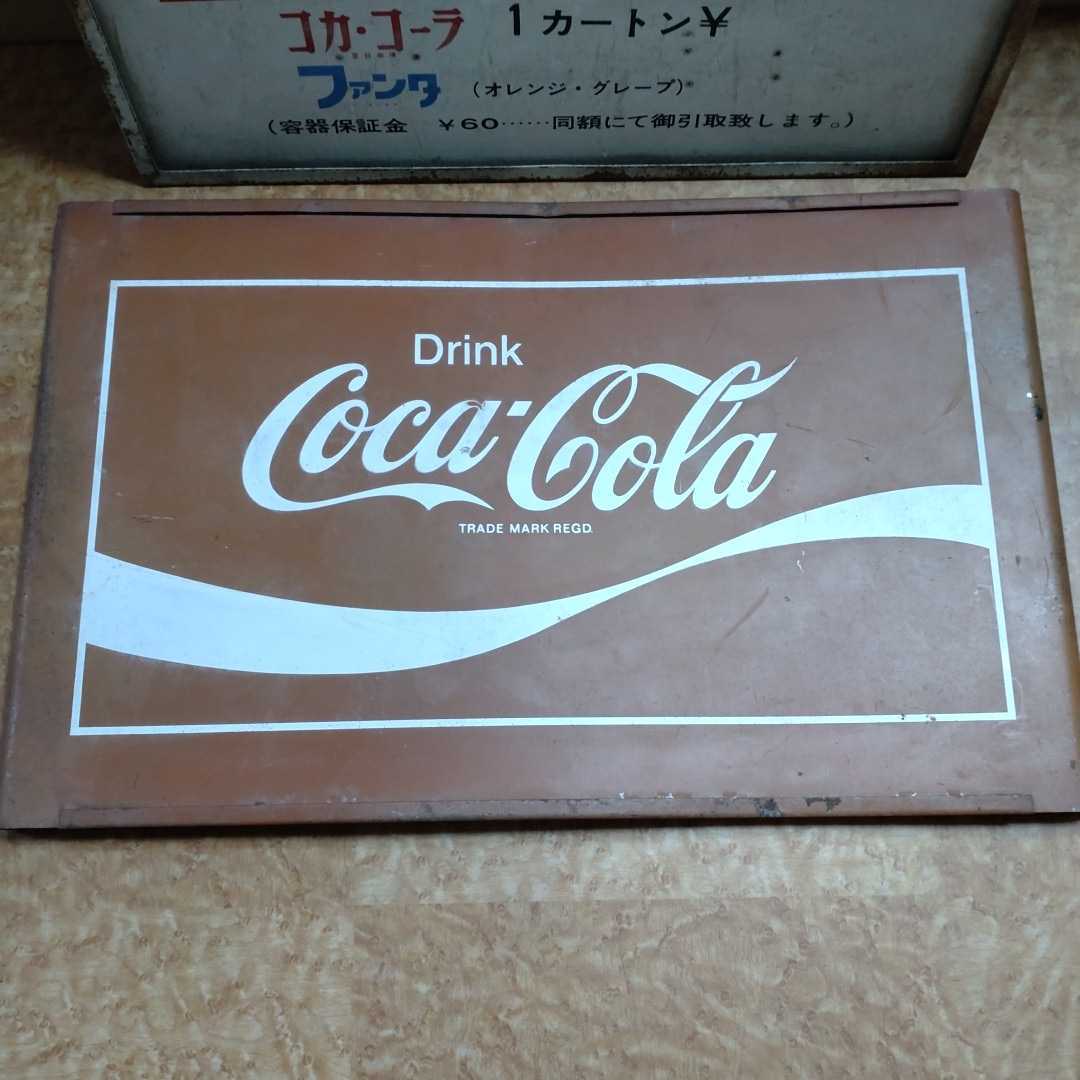 コカ・コーラ 1カートン¥
ファンタ (オレンジ・グレープ)
(容器保証金 ¥60……同額にて御引取致します。)
Drink
Coca-Cola
TRADE MARK REGD.